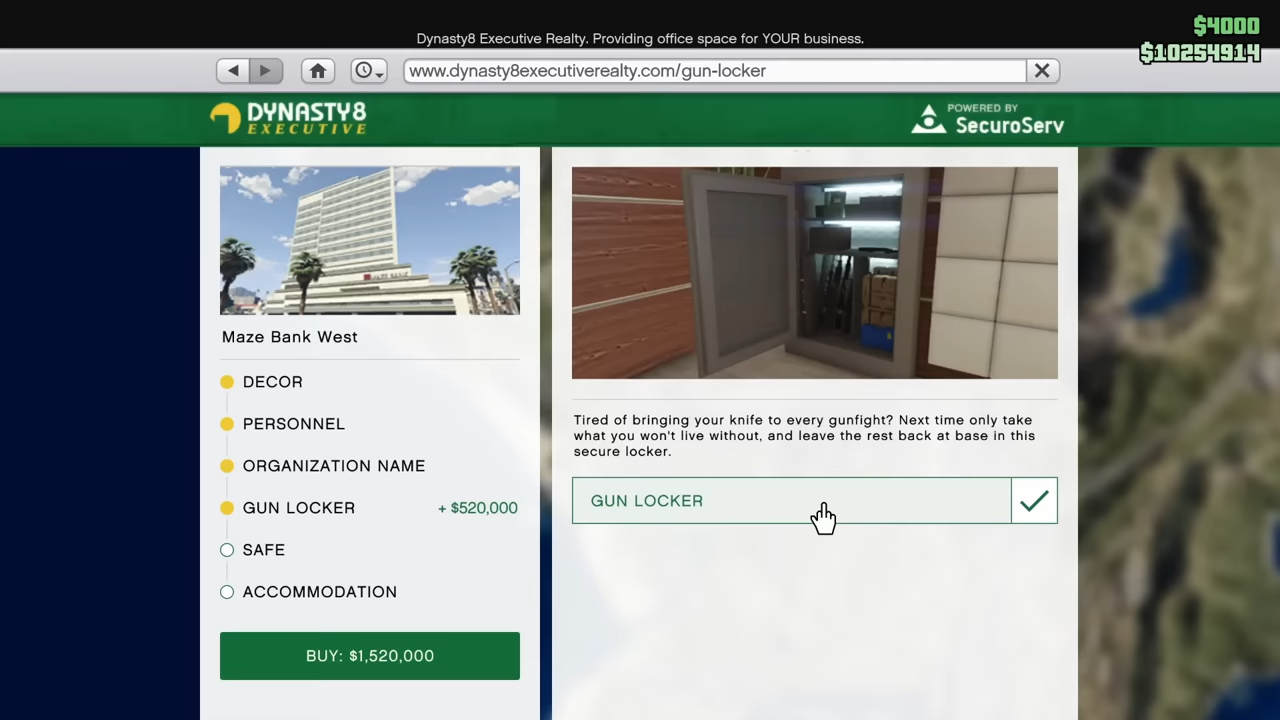 $4000
Dynasty8 Executive Realty. Providing office space for YOUR business.
$10254914
www.dynasty8executiverealty.com/gun-locker
DYNASTY8
EXECUTIVE
POWERED BY
SecuroServ
MAZE BANK
Maze Bank West
DECOR
PERSONNEL
ORGANIZATION NAME
GUN LOCKER + $520,000
SAFE
ACCOMMODATION
BUY: $1,520,000
Tired of bringing your knife to every gunfight? Next time only take
what you won't live without, and leave the rest back at base in this
secure locker.
GUN LOCKER